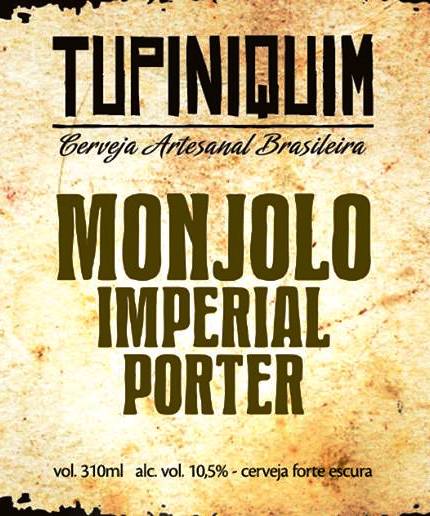 TUPINIQUIM
Cerveja Artesanal Brasileira
MONJOLO
IMPERIAL
PORTER
vol. 310ml alc. vol. 10,5% - cerveja forte escura